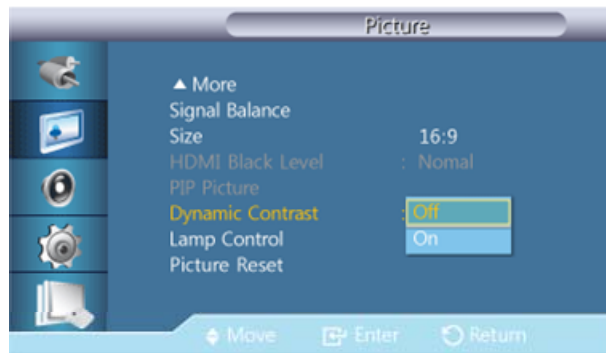 Picture
▲ More
Signal Balance
Size 16:9
HDMI Black Level : Nomal
PIP Picture
Dynamic Contrast : Off
On
Lamp Control
Picture Reset
Move Enter Return